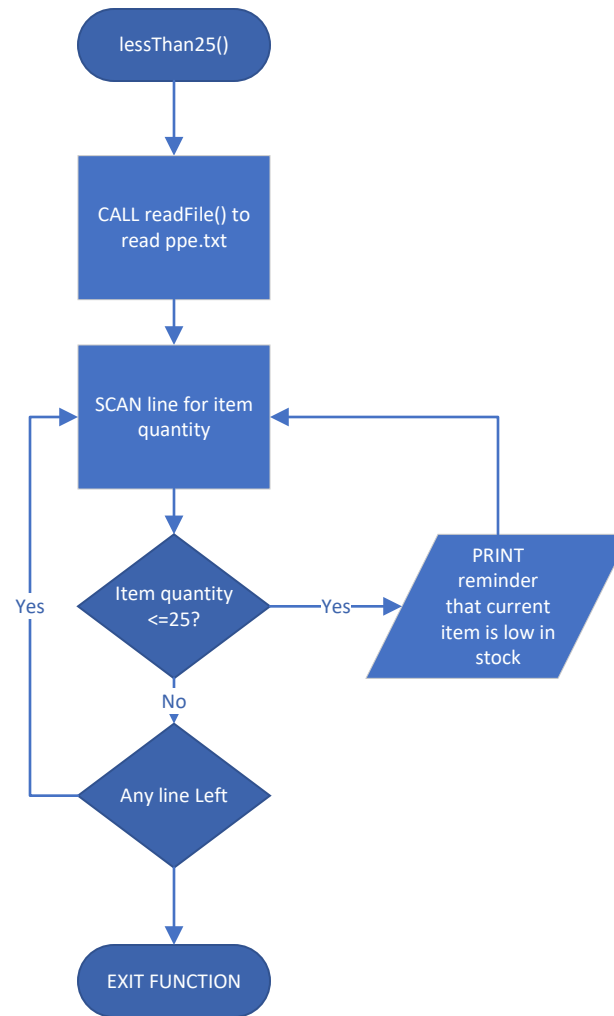 lessThan25()
CALL readFile() to
read ppe.txt
SCAN line for item
quantity
Item quantity
<=25?
Yes
PRINT
reminder
that current
item is low in
stock
Yes
No
Any line Left
EXIT FUNCTION